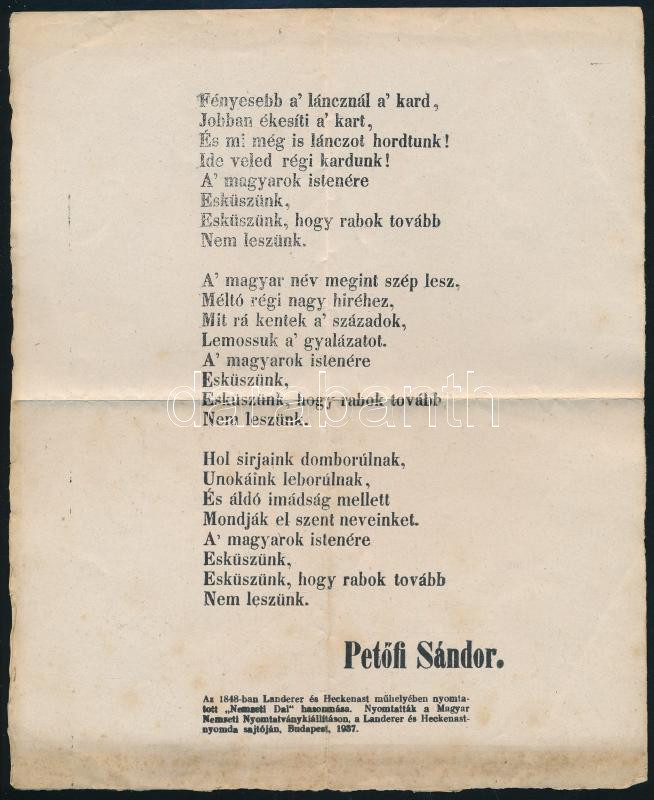 Fényesebb a’ láncznál a’ kard,
Jobban ékesíti a’ kart,
És mi még is lánczot hordtunk!
Ide veled régi kardunk!
A’ magyarok istenére
Esküszünk,
Esküszünk, hogy rabok tovább
Nem leszünk.
A’ magyar név megint szép lesz,
Méltó régi nagy hiréhez,
Mit rá kentek a’ századok,
Lemossuk a’ gyalázatot.
A’ magyarok istenére
Esküszünk,
Esküszünk, hogy rabok tovább
Nem leszünk.
darabanth
Hol sirjaink domborúlnak,
Unokáink leborúlnak,
És áldó imádság mellett
Mondják el szent neveinket.
A’ magyarok istenére
Esküszünk,
Esküszünk, hogy rabok tovább
Nem leszünk.
Petőfi Sándor.
Az 1848-ban Landerer és Heckenast műhelyében nyomta-
tott „Nemzeti Dal“ hasonmása. Nyomtatták a Magyar
Nemzeti Nyomtatványkiállításon, a Landerer és Heckenast-
nyomda sajtóján, Budapest, 1937.